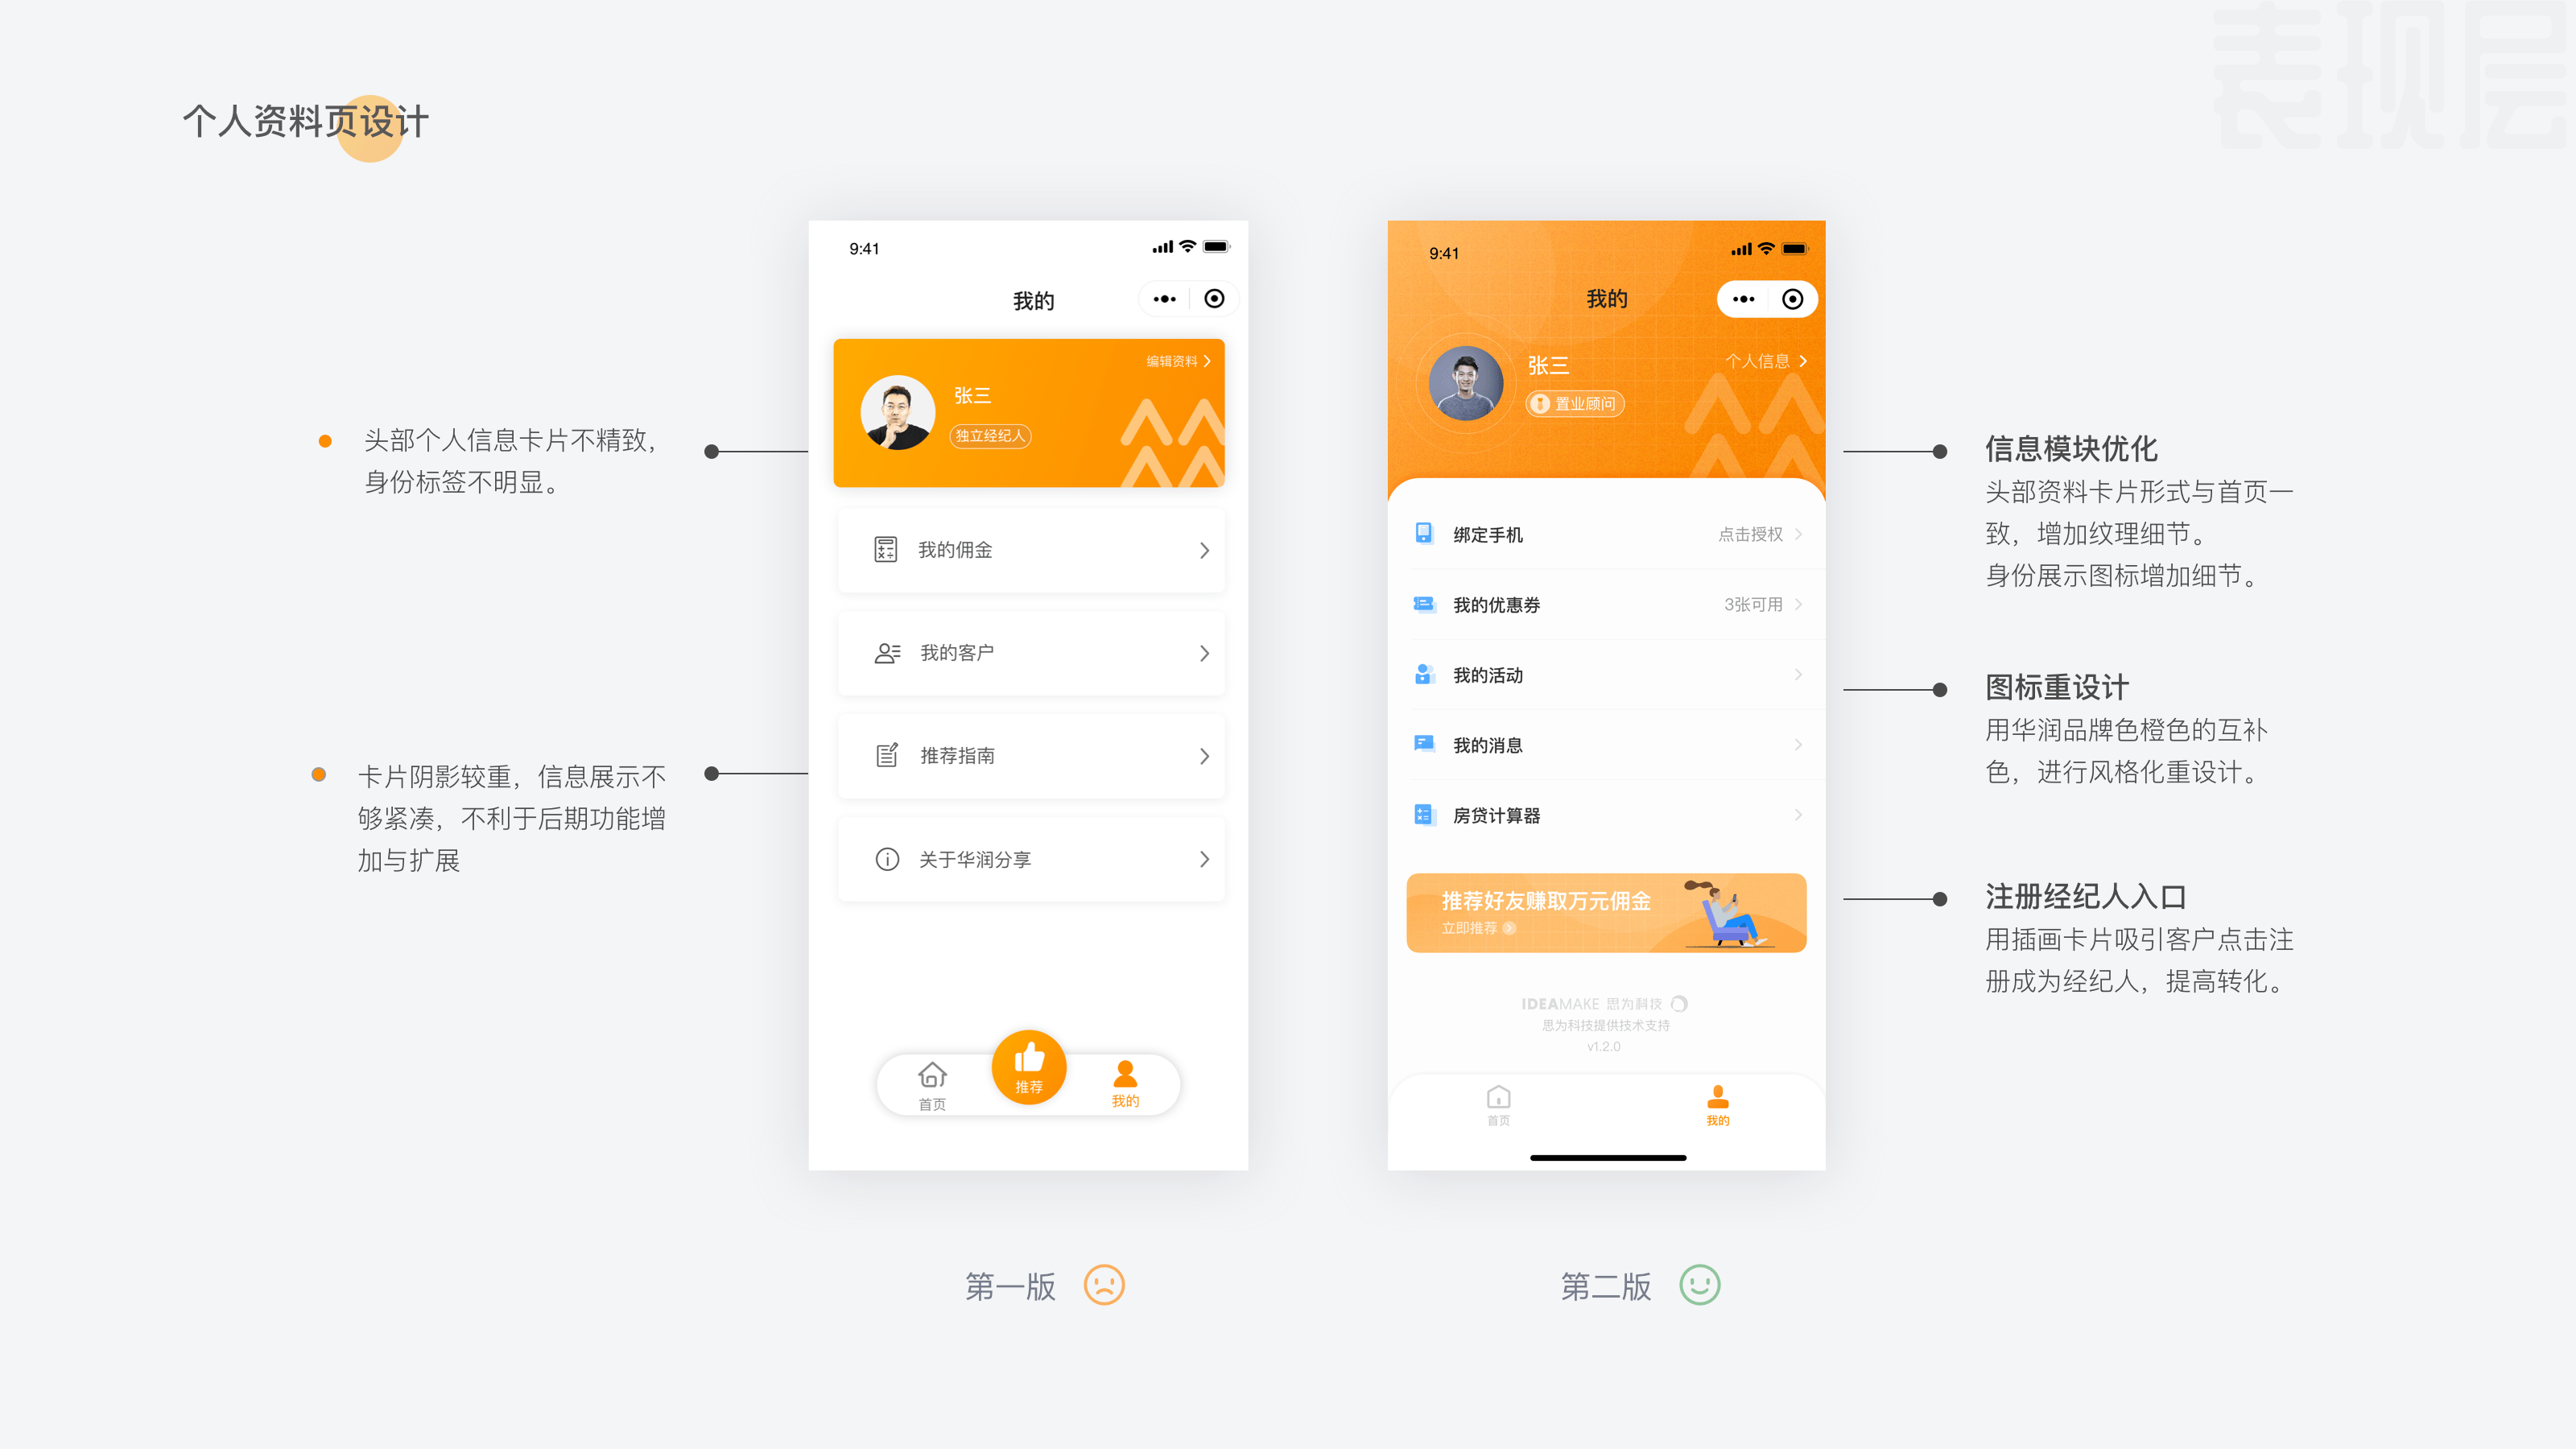 表现层
个人资料页设计
头部个人信息卡片不精致，
身份标签不明显。
卡片阴影较重，信息展示不
够紧凑，不利于后期功能增
加与扩展
9:41
我的
编辑资料
张三
独立经纪人
我的佣金
我的客户
推荐指南
关于华润分享
首页
推荐
我的
第一版
9:41
我的
张三
个人信息
置业顾问
绑定手机
点击授权
我的优惠券
3张可用
我的活动
我的消息
房贷计算器
推荐好友赚取万元佣金
立即推荐
IDEAMAKE 思为科技
思为科技提供技术支持
v1.2.0
首页
我的
第二版
信息模块优化
头部资料卡片形式与首页一
致，增加纹理细节。
身份展示图标增加细节。
图标重设计
用华润品牌色橙色的互补
色，进行风格化重设计。
注册经纪人入口
用插画卡片吸引客户点击注
册成为经纪人，提高转化。